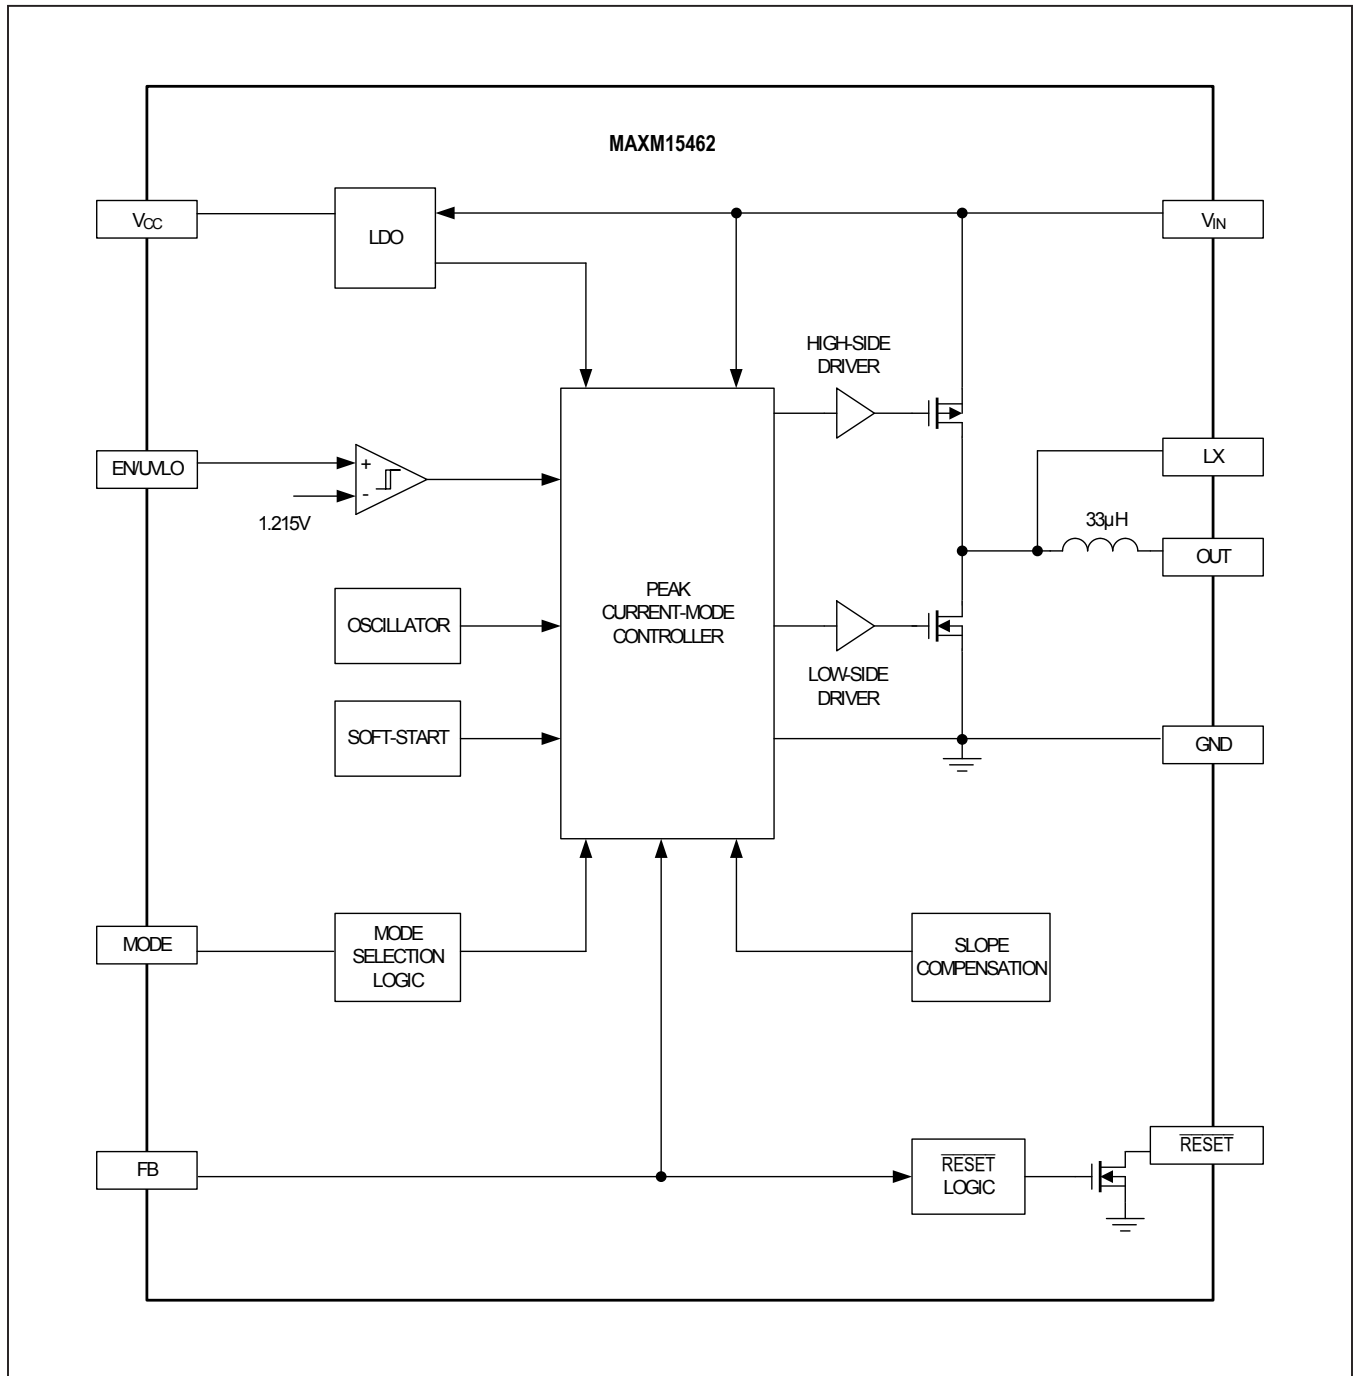 MAXM15462
VCC
LDO
VIN
HIGH-SIDE
DRIVER
EN/UVLO
+
-
1.215V
LX
33µH
OUT
PEAK
CURRENT-MODE
CONTROLLER
OSCILLATOR
LOW-SIDE
DRIVER
SOFT-START
GND
MODE
MODE
SELECTION
LOGIC
SLOPE
COMPENSATION
FB
RESET
LOGIC
RESET